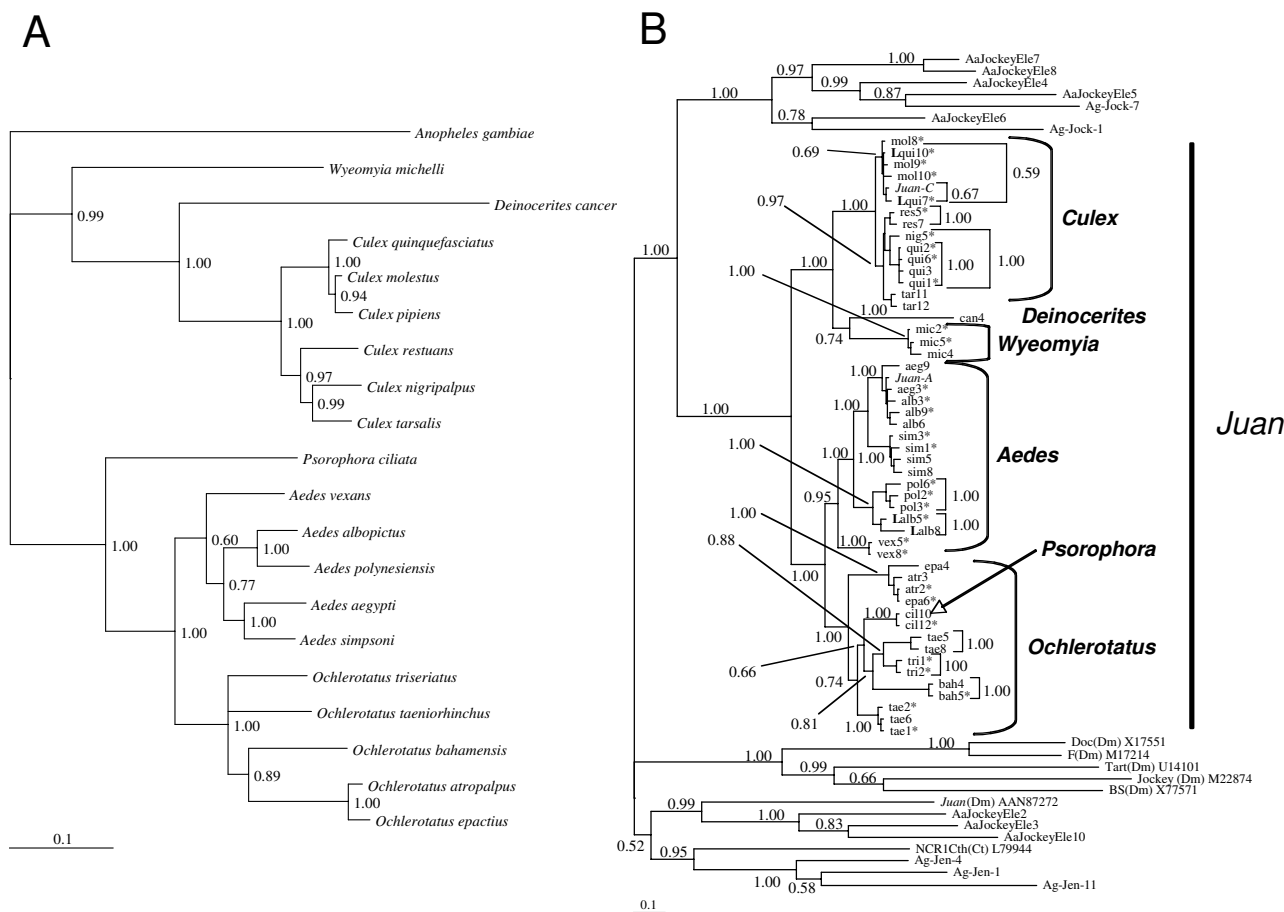 A
Anopheles gambiae
Wyeomyia michelli
0.99
Deinocerites cancer
Culex quinquefasciatus
1.00
1.00
Culex molestus
0.94
Culex pipiens
1.00
Culex restuans
0.97
Culex nigripalpus
0.99
Culex tarsalis
Psorophora ciliata
Aedes vexans
0.60
Aedes albopictus
1.00
1.00
Aedes polynesiensis
0.77
Aedes aegypti
1.00
1.00
Aedes simpsoni
Ochlerotatus triseriatus
Ochlerotatus taeniorhinchus
1.00
Ochlerotatus bahamensis
0.89
Ochlerotatus atropalpus
1.00
Ochlerotatus epactius
0.1
B
1.00 AaJockeyEle7
0.97 AaJockeyEle8
0.99 AaJockeyEle4
1.00 0.87 AaJockeyEle5
Ag-Jock-7
0.78 AaJockeyEle6
Ag-Jock-1
mol8*
0.69 Lqui10*
mol9* 0.59
mol10*
Juan-C 0.67
0.97 1.00 Lqui7*
res5* 1.00
res7
Culex
nig5*
qui2*
1.00 1.00 qui6* 1.00 1.00
qui3
qui1*
tar11
tar12
1.00 can4
Deinocerites
0.74 mic2*
mic5*
mic4
Wyeomyia
1.00 aeg9
Juan-A
aeg3*
alb3*
1.00 alb9*
alb6
Juan
1.00 sim3*
1.00 1.00 sim1*
sim5
sim8
Aedes
pol6*
0.95 pol2* 1.00
pol3*
1.00 Lalb5* 1.00
Lalb8
0.88 1.00 vex5*
vex8*
Psorophora
1.00 epa4
atr3
atr2*
epa6*
1.00 cil10
1.00 cil12*
tae5 1.00
tae8
Ochlerotatus
0.66 tri1* 100
tri2*
0.74 bah4 1.00
bah5*
0.81 tae2*
1.00 tae6
tae1*
1.00 1.00 Doc(Dm) X17551
F(Dm) M17214
0.99 Tart(Dm) U14101
0.66 Jockey (Dm) M22874
BS(Dm) X77571
0.99 Juan(Dm) AAN87272
1.00 AaJockeyEle2
0.83 AaJockeyEle3
AaJockeyEle10
0.52
0.95 NCR1Cth(Ct) L79944
Ag-Jen-4
1.00 0.58 Ag-Jen-1
Ag-Jen-11
0.1